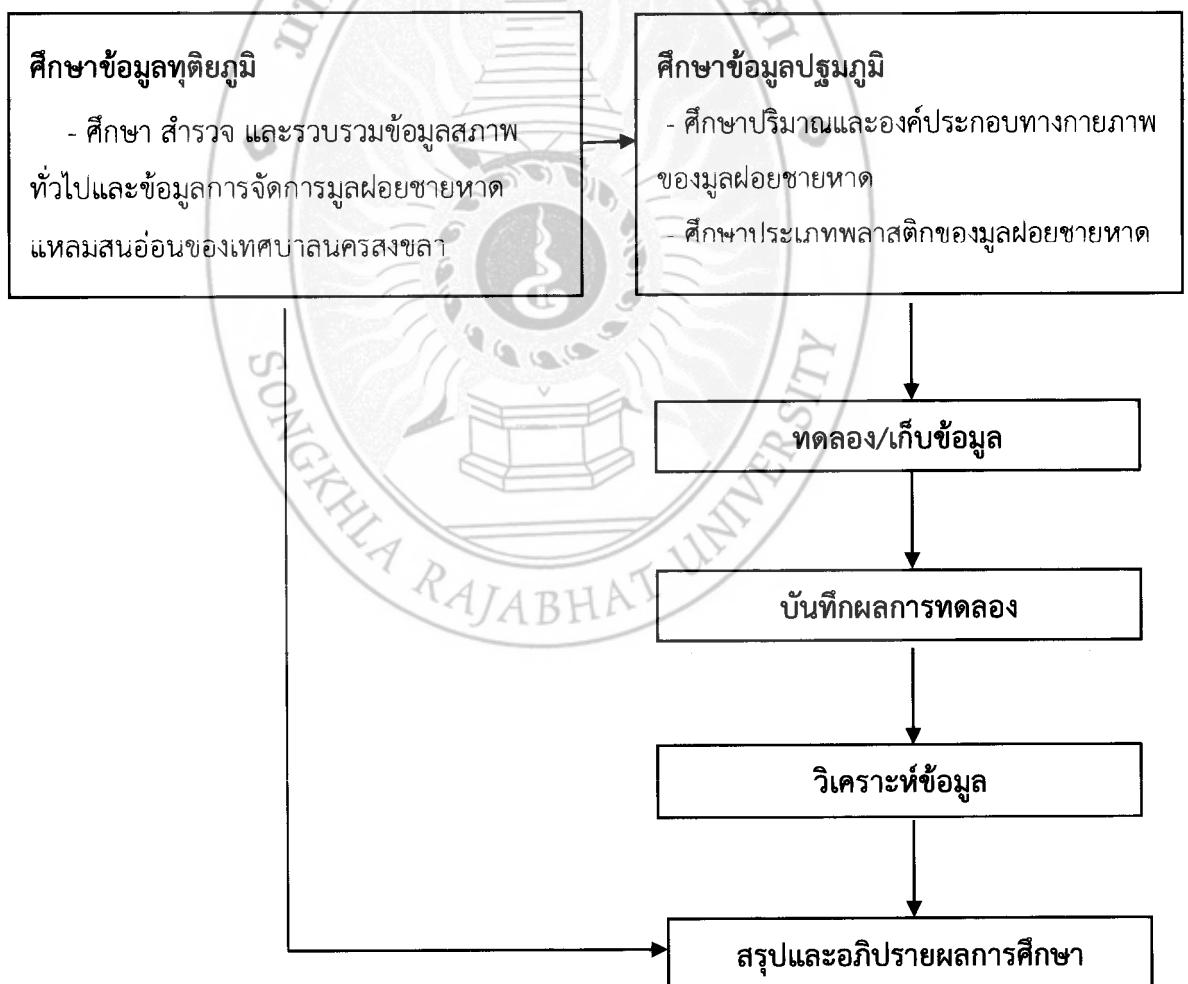 ศึกษาข้อมูลทุติยภูมิ
- ศึกษา สำรวจ และรวบรวมข้อมูลสภาพ
ทั่วไปและข้อมูลการจัดการมูลฝอยชายหาด
แหลมสนอ่อนของเทศบาลนครสงขลา
ศึกษาข้อมูลปฐมภูมิ
- ศึกษาปริมาณและองค์ประกอบทางกายภาพ
ของมูลฝอยชายหาด
- ศึกษาประเภทพลาสติกของมูลฝอยชายหาด
ทดลอง/เก็บข้อมูล
บันทึกผลการทดลอง
วิเคราะห์ข้อมูล
สรุปและอภิปรายผลการศึกษา
SONGKHLA RAJABHAT UNIVERSITY